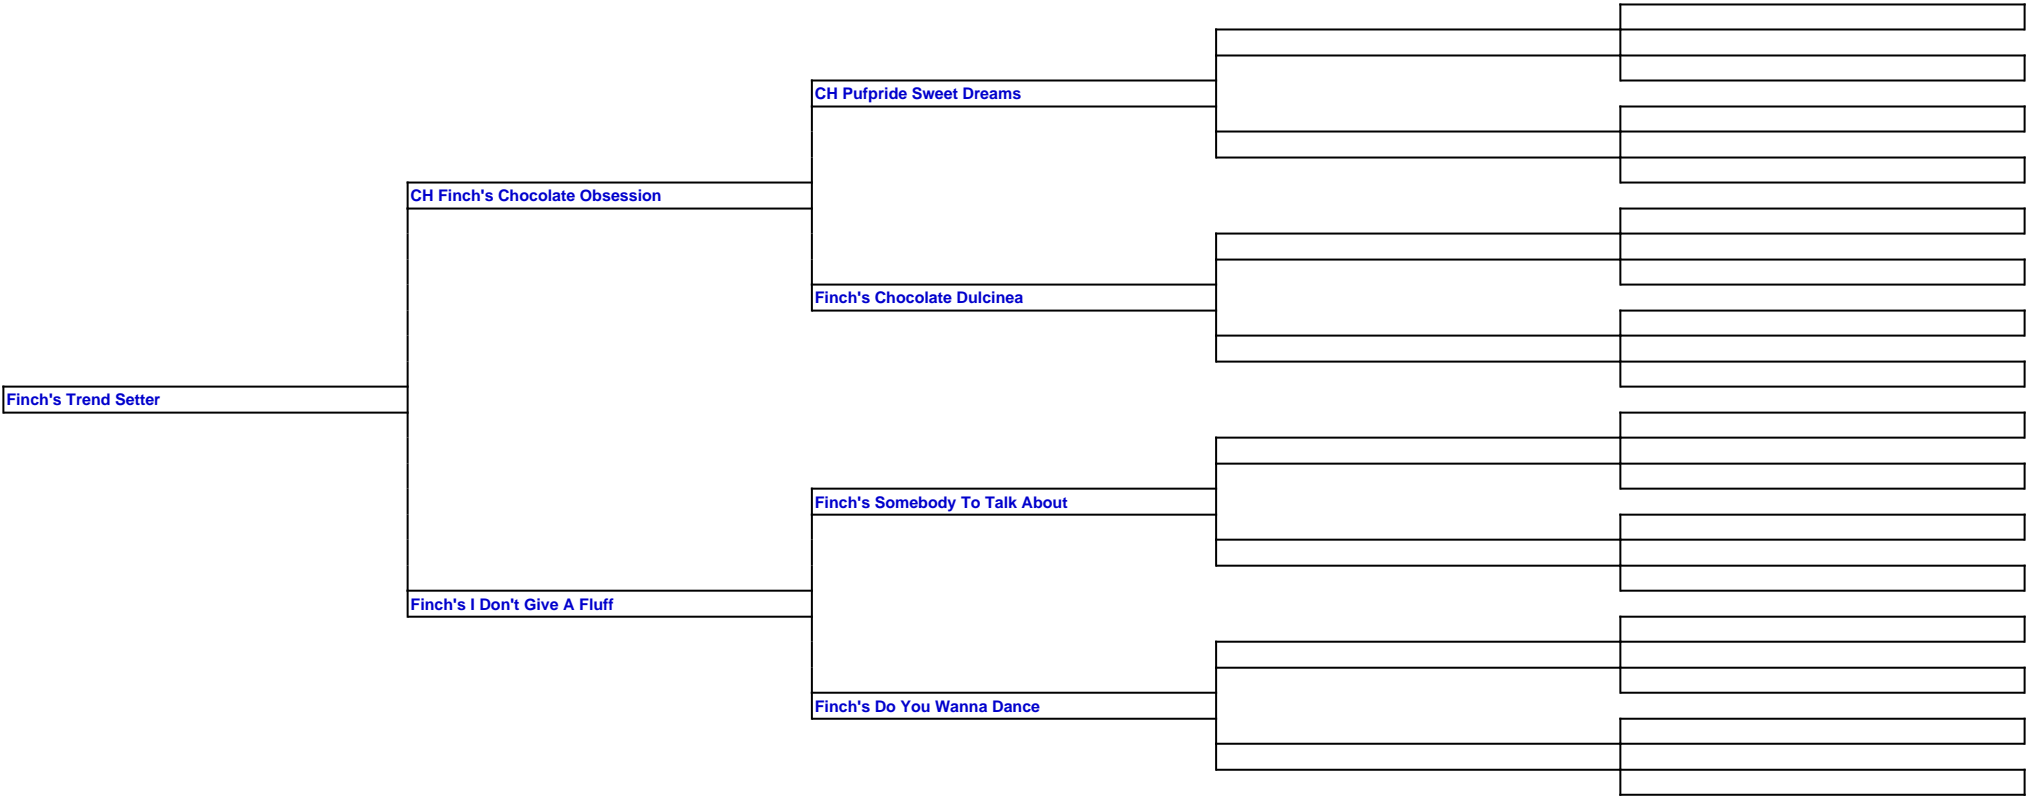 CH Pufpride Sweet Dreams
CH Finch's Chocolate Obsession
Finch's Chocolate Dulcinea
Finch's Trend Setter
Finch's Somebody To Talk About
Finch's I Don't Give A Fluff
Finch's Do You Wanna Dance